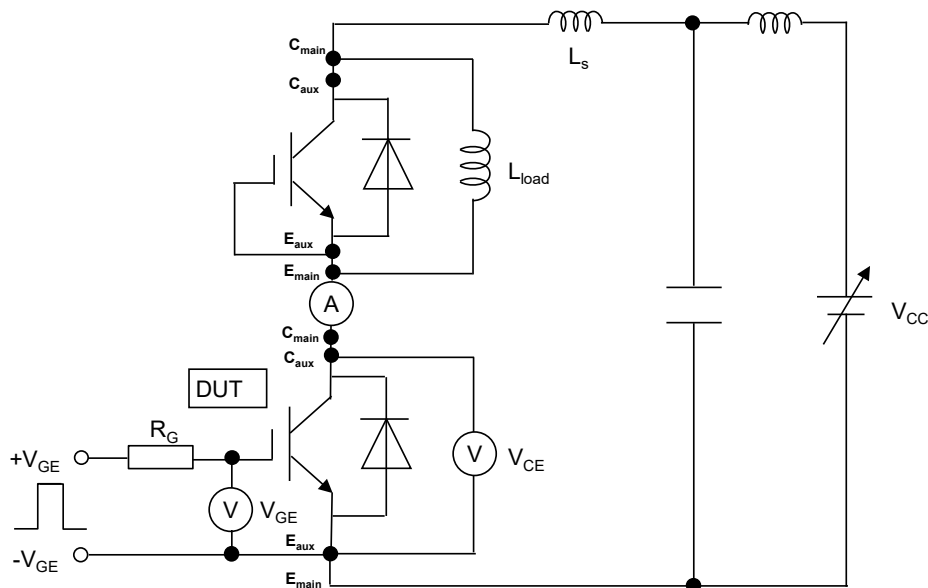 C_main
L_s
C_aux
L_load
E_aux
E_main
A
V_CC
C_main
C_aux
DUT
R_G
+V_GE
V
V_CE
V
V_GE
-V_GE
E_aux
E_main